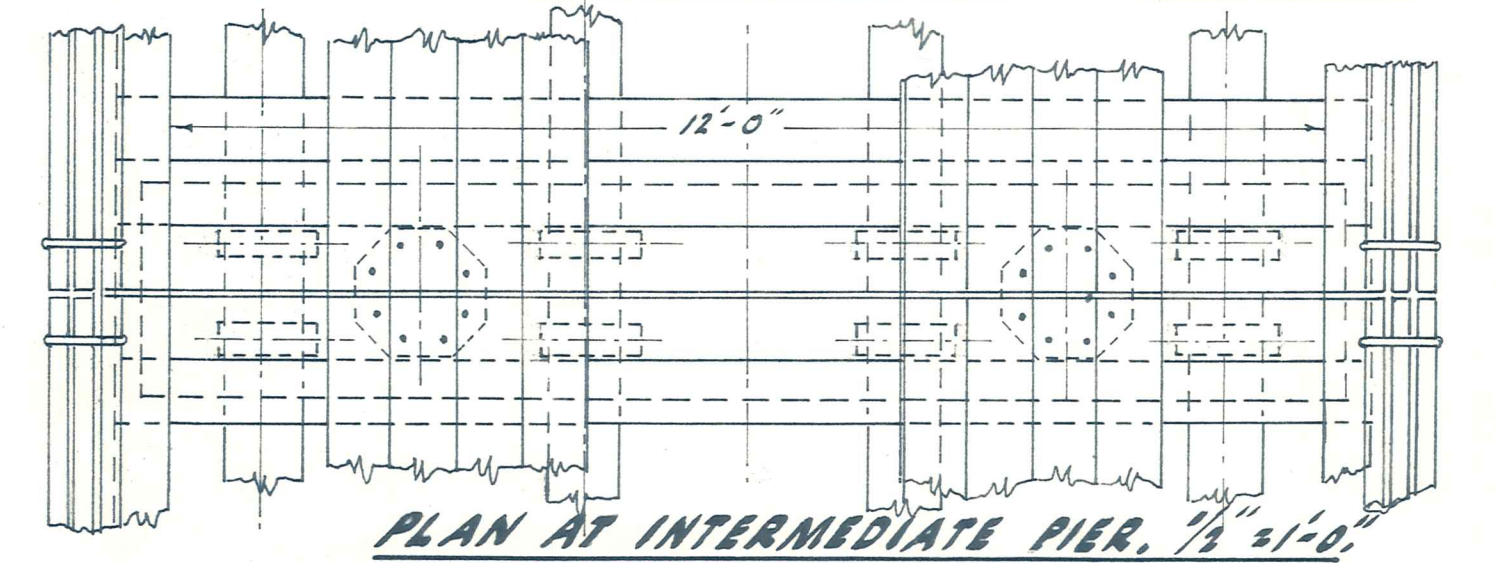 12'-0"
PLAN AT INTERMEDIATE PIER. 1/2"=1'-0."